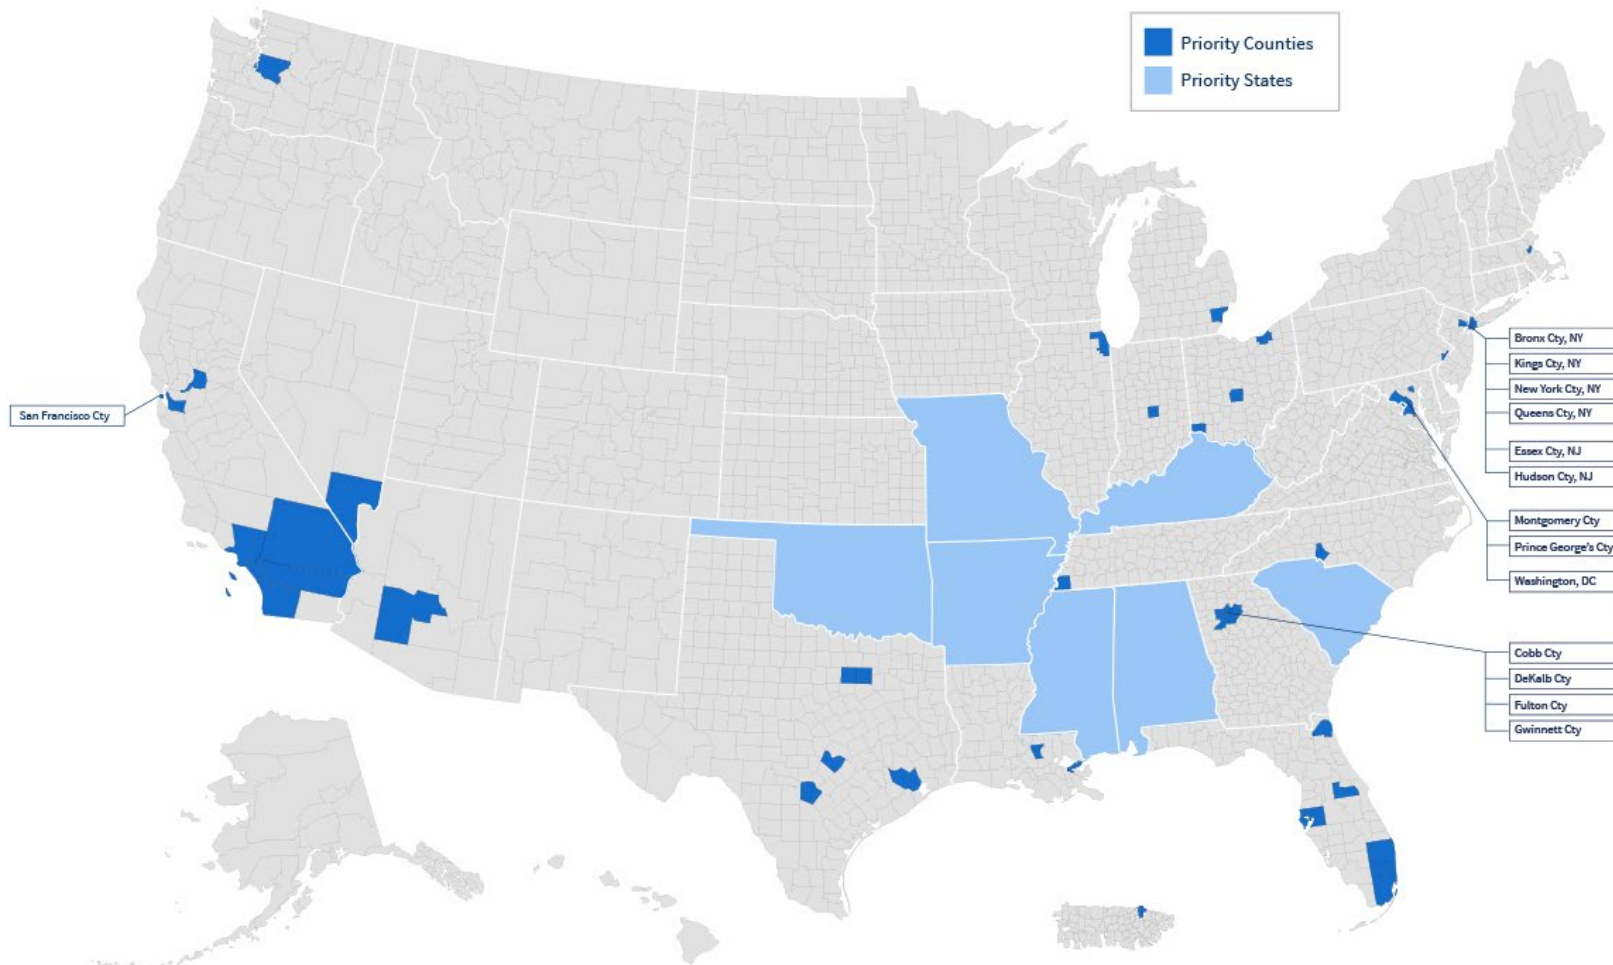 Priority Counties
Priority States
San Francisco Cty
Bronx Cty, NY
Kings Cty, NY
New York Cty, NY
Queens Cty, NY
Essex Cty, NJ
Hudson Cty, NJ
Montgomery Cty
Prince George's Cty
Washington, DC
Cobb Cty
DeKalb Cty
Fulton Cty
Gwinnett Cty